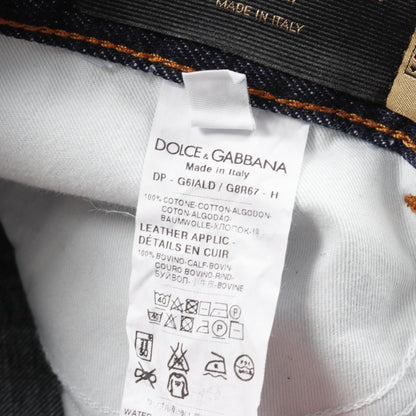 MADE IN ITALY
DOLCE & GABBANA
Made in Italy
DP - G6IALD / G8R67 - H
100% COTONE-COTTON-ALGODON-
COTON-ALGODÃO-
BAUMWOLLE-ХЛОПОК-
LEATHER APPLIC -
DÉTAILS EN CUIR
100% BOVINO-CALF-BOVIN-
COURO BOVINO-RIND-
40
P
40
P